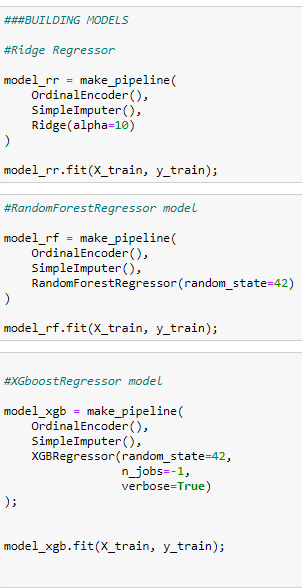 ###BUILDING MODELS
#Ridge Regressor
model_rr = make_pipeline(
    OrdinalEncoder(),
    SimpleImputer(),
    Ridge(alpha=10)
)
model_rr.fit(X_train, y_train);
#RandomForestRegressor model
model_rf = make_pipeline(
    OrdinalEncoder(),
    SimpleImputer(),
    RandomForestRegressor(random_state=42)
)
model_rf.fit(X_train, y_train);
#XGboostRegressor model
model_xgb = make_pipeline(
    OrdinalEncoder(),
    SimpleImputer(),
    XGBRegressor(random_state=42,
                 n_jobs=-1,
                 verbose=True)
);
model_xgb.fit(X_train, y_train);